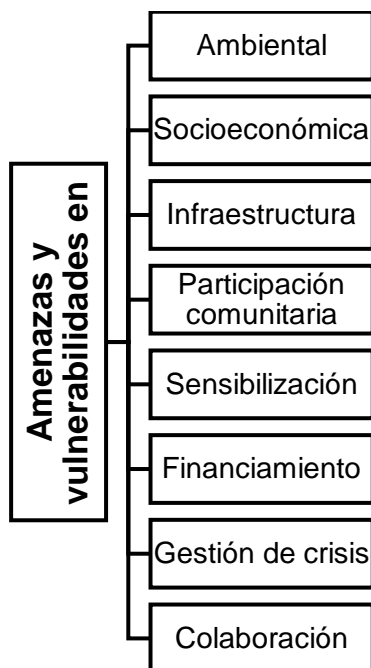 Amenazas y
vulnerabilidades en
Ambiental
Socioeconómica
Infraestructura
Participación
comunitaria
Sensibilización
Financiamiento
Gestión de crisis
Colaboración